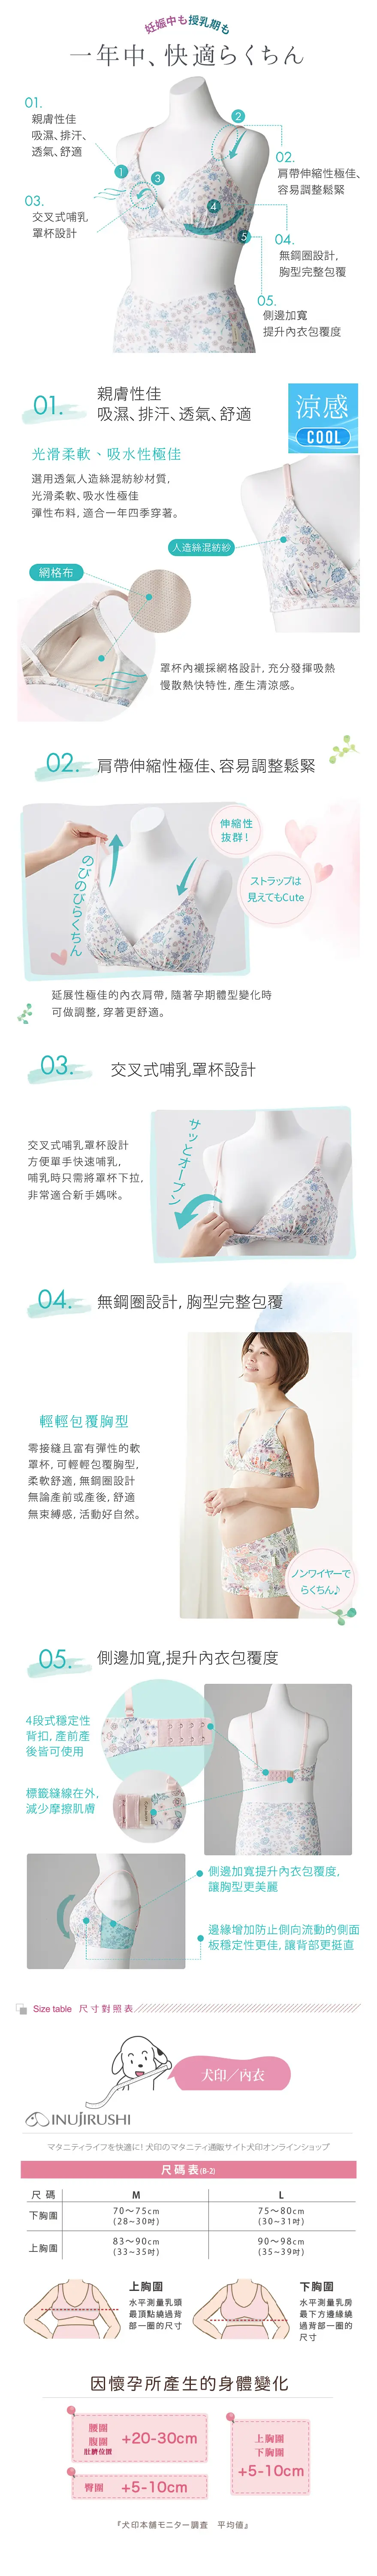 妊娠中も授乳期も
一年中、快適らくちん
01.
親膚性佳
吸濕、排汗、
透氣、舒適
1
2
3
4
5
02.
肩帶伸縮性極佳、
容易調整鬆緊
03.
交叉式哺乳
罩杯設計
04.
無鋼圈設計,
胸型完整包覆
05.
側邊加寬
提升內衣包覆度
01.
親膚性佳
吸濕、排汗、透氣、舒適
涼感
COOL
光滑柔軟、吸水性極佳
選用透氣人造絲混紡紗材質,
光滑柔軟、吸水性極佳
彈性布料, 適合一年四季穿著。
人造絲混紡紗
網格布
罩杯內襯採網格設計, 充分發揮吸熱
慢散熱快特性, 產生清涼感。
02.
肩帶伸縮性極佳、容易調整鬆緊
伸縮性
抜群!
のびのびらくちん
ストラップは
見えてもCute
延展性極佳的內衣肩帶, 隨著孕期體型變化時
可做調整, 穿著更舒適。
03.
交叉式哺乳罩杯設計
交叉式哺乳罩杯設計
方便單手快速哺乳,
哺乳時只需將罩杯下拉,
非常適合新手媽咪。
サッとオープン
04.
無鋼圈設計, 胸型完整包覆
輕輕包覆胸型
零接縫且富有彈性的軟
罩杯, 可輕輕包覆胸型,
柔軟舒適, 無鋼圈設計
無論產前或產後, 舒適
無束縛感, 活動好自然。
ノンワイヤーで
らくちん♪
05.
側邊加寬,提升內衣包覆度
4段式穩定性
背扣, 產前產
後皆可使用
標籤縫線在外,
減少摩擦肌膚
側邊加寬提升內衣包覆度,
讓胸型更美麗
邊緣增加防止側向流動的側面
板穩定性更佳, 讓背部更挺直
Size table 尺寸對照表
犬印／內衣
INUJIRUSHI
マタニティライフを快適に! 犬印のマタニティ通販サイト犬印オンラインショップ
尺碼表(B-2)
尺 碼 M L
下胸圍 70～75cm (28～30吋) 75～80cm (30～31吋)
上胸圍 83～90cm (33～35吋) 90～98cm (35～39吋)
上胸圍
水平測量乳頭
最頂點繞過背
部一圈的尺寸
下胸圍
水平測量乳房
最下方邊緣繞
過背部一圈的
尺寸
因懷孕所產生的身體變化
腰圍
腹圍
肚臍位置
+20-30cm
臀圍 +5-10cm
上胸圍
下胸圍
+5-10cm
『犬印本舗モニター調査 平均値』